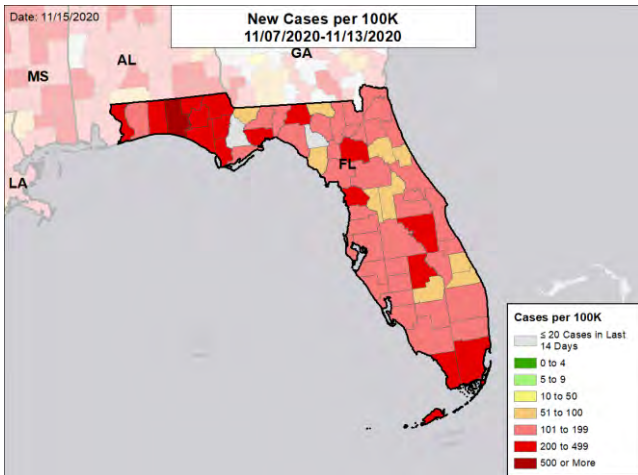 Date: 11/15/2020
New Cases per 100K
11/07/2020-11/13/2020
GA
AL
MS
LA
FL
Cases per 100K
≤ 20 Cases in Last
14 Days
0 to 4
5 to 9
10 to 50
51 to 100
101 to 199
200 to 499
500 or More